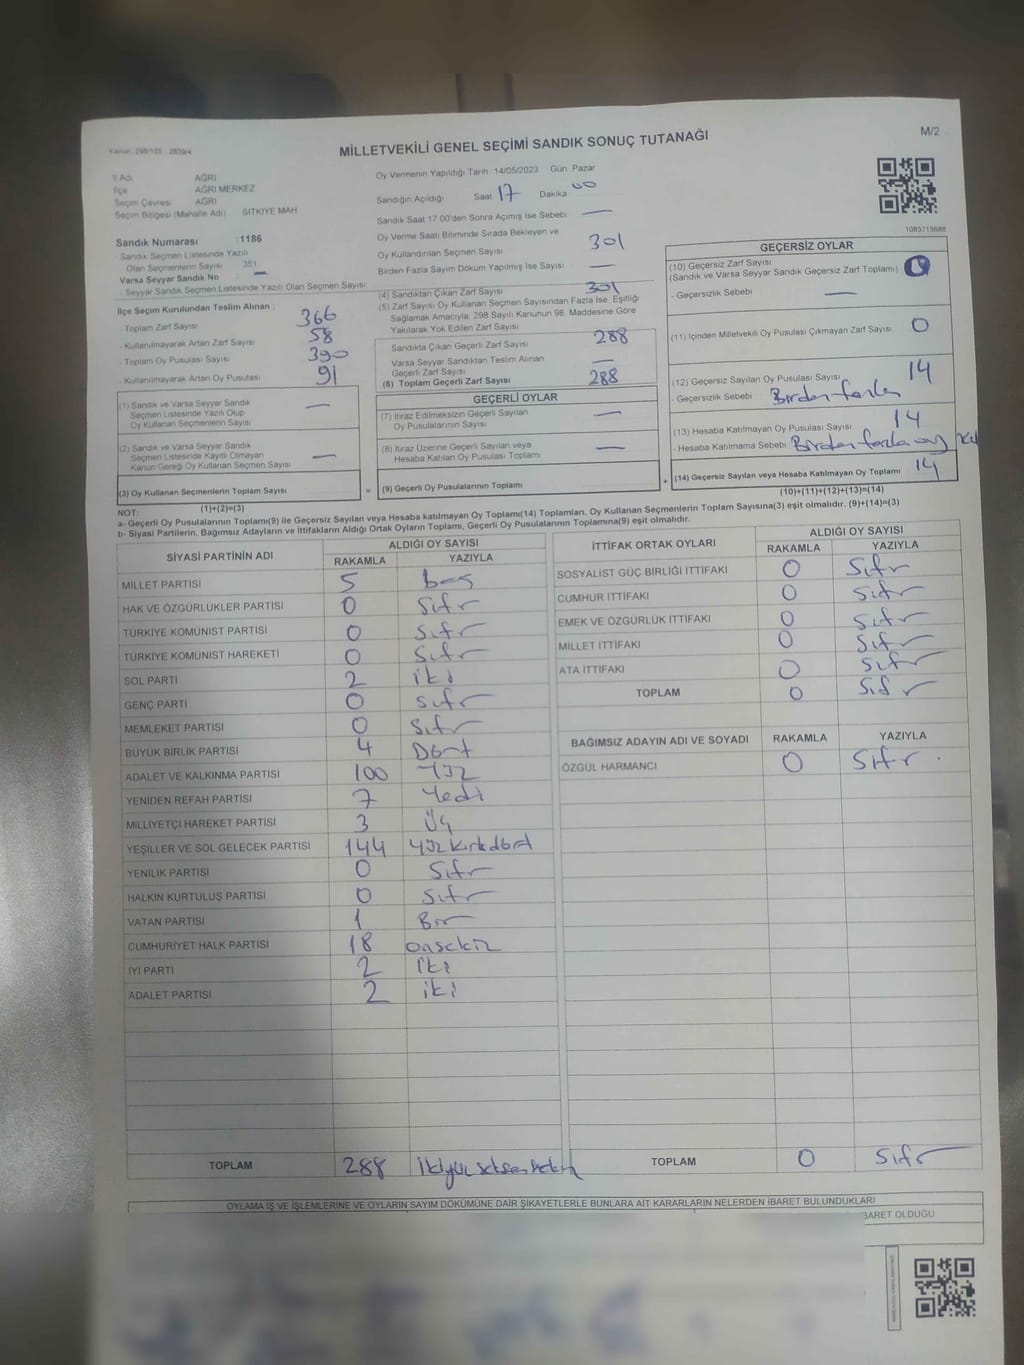 Kanun: 298/105 2839/4
MİLLETVEKİLİ GENEL SEÇİMİ SANDIK SONUÇ TUTANAĞI
M/2
İl Adı AĞRI
İlçe AĞRI MERKEZ
Seçim Çevresi AĞRI
Seçim Bölgesi (Mahalle Adı) SITKIYE MAH
Sandık Numarası 1186
Sandık Seçmen Listesinde Yazılı
Olan Seçmenlerin Sayısı 351
Varsa Seyyar Sandık No —
- Seyyar Sandık Seçmen Listesinde Yazılı Olan Seçmen Sayısı
Oy Vermenin Yapıldığı Tarih 14/05/2023 Gün Pazar
Sandığın Açıldığı Saat 17 Dakika 00
Sandık Saat 17:00'den Sonra Açımış İse Sebebi —
Oy Verme Saati Bitiminde Sırada Bekleyen ve
Oy Kullandırılan Seçmen Sayısı 301
Birden Fazla Sayım Döküm Yapılmış İse Sayısı —
1083715688
İlçe Seçim Kurulundan Teslim Alınan ;
- Toplam Zarf Sayısı 366
- Kullanılmayarak Artan Zarf Sayısı 58
- Toplam Oy Pusulası Sayısı 390
- Kullanılmayarak Artan Oy Pusulası 91
(1) Sandık ve Varsa Seyyar Sandık
Seçmen Listesinde Yazılı Olup
Oy Kullanan Seçmenlerin Sayısı —
(2) Sandık ve Varsa Seyyar Sandık
Seçmen Listesinde Kayıtlı Olmayan
Kanun Gereği Oy Kullanan Seçmen Sayısı —
(3) Oy Kullanan Seçmenlerin Toplam Sayısı
(1)+(2)=(3)
(4) Sandıktan Çıkan Zarf Sayısı 301
(5) Zarf Sayısı Oy Kullanan Seçmen Sayısından Fazla İse, Eşitliği
Sağlamak Amacıyla, 298 Sayılı Kanunun 98. Maddesine Göre
Yakılarak Yok Edilen Zarf Sayısı
Sandıkta Çıkan Geçerli Zarf Sayısı 288
Varsa Seyyar Sandıktan Teslim Alınan
Geçerli Zarf Sayısı —
(6) Toplam Geçerli Zarf Sayısı 288
GEÇERLİ OYLAR
(7) İtiraz Edilmeksizin Geçerli Sayılan
Oy Pusulalarının Sayısı —
(8) İtiraz Üzerine Geçerli Sayılan veya
Hesaba Katılan Oy Pusulası Toplamı —
= (9) Geçerli Oy Pusulalarının Toplamı
GEÇERSİZ OYLAR
(10) Geçersiz Zarf Sayısı
(Sandık ve Varsa Seyyar Sandık Geçersiz Zarf Toplamı)
- Geçersizlik Sebebi —
(11) İçinden Milletvekili Oy Pusulası Çıkmayan Zarf Sayısı 0
(12) Geçersiz Sayılan Oy Pusulası Sayısı 14
- Geçersizlik Sebebi Birden fazla
(13) Hesaba Katılmayan Oy Pusulası Sayısı 14
- Hesaba Katılmama Sebebi Birden fazla oy
+ (14) Geçersiz Sayılan veya Hesaba Katılmayan Oy Toplamı 14
(10)+(11)+(12)+(13)=(14)
NOT:
a- Geçerli Oy Pusulalarının Toplamı(9) ile Geçersiz Sayılan veya Hesaba katılmayan Oy Toplamı(14) Toplamları, Oy Kullanan Seçmenlerin Toplam Sayısına(3) eşit olmalıdır. (9)+(14)=(3)
b- Siyasi Partilerin, Bağımsız Adayların ve İttifakların Aldığı Ortak Oyların Toplamı, Geçerli Oy Pusulalarının Toplamına(9) eşit olmalıdır.
SİYASİ PARTİNİN ADI ALDIĞI OY SAYISI
RAKAMLA YAZIYLA
MİLLET PARTİSİ 5 beş
HAK VE ÖZGÜRLÜKLER PARTİSİ 0 Sıfır
TÜRKİYE KOMÜNİST PARTİSİ 0 Sıfır
TÜRKİYE KOMÜNİST HAREKETİ 0 Sıfır
SOL PARTİ 2 iki
GENÇ PARTİ 0 Sıfır
MEMLEKET PARTİSİ 0 Sıfır
BÜYÜK BİRLİK PARTİSİ 4 Dört
ADALET VE KALKINMA PARTİSİ 100 Yüz
YENİDEN REFAH PARTİSİ 7 Yedi
MİLLİYETÇİ HAREKET PARTİSİ 3 Üç
YEŞİLLER VE SOL GELECEK PARTİSİ 144 Yüz kırk dört
YENİLİK PARTİSİ 0 Sıfır
HALKIN KURTULUŞ PARTİSİ 0 Sıfır
VATAN PARTİSİ 1 Bir
CUMHURİYET HALK PARTİSİ 18 onsekiz
İYİ PARTİ 2 iki
ADALET PARTİSİ 2 iki
TOPLAM 288 İkiyüz seksen sekiz
İTTİFAK ORTAK OYLARI ALDIĞI OY SAYISI
RAKAMLA YAZIYLA
SOSYALİST GÜÇ BİRLİĞİ İTTİFAKI 0 Sıfır
CUMHUR İTTİFAKI 0 Sıfır
EMEK VE ÖZGÜRLÜK İTTİFAKI 0 Sıfır
MİLLET İTTİFAKI 0 Sıfır
ATA İTTİFAKI 0 Sıfır
TOPLAM 0 Sıfır
BAĞIMSIZ ADAYIN ADI VE SOYADI RAKAMLA YAZIYLA
ÖZGÜL HARMANCI 0 Sıfır
TOPLAM 0 Sıfır
OYLAMA İŞ VE İŞLEMLERİNE VE OYLARIN SAYIM DÖKÜMÜNE DAİR ŞİKAYETLERLE BUNLARA AİT KARARLARIN NELERDEN İBARET BULUNDUKLARI
BARET OLDUĞU